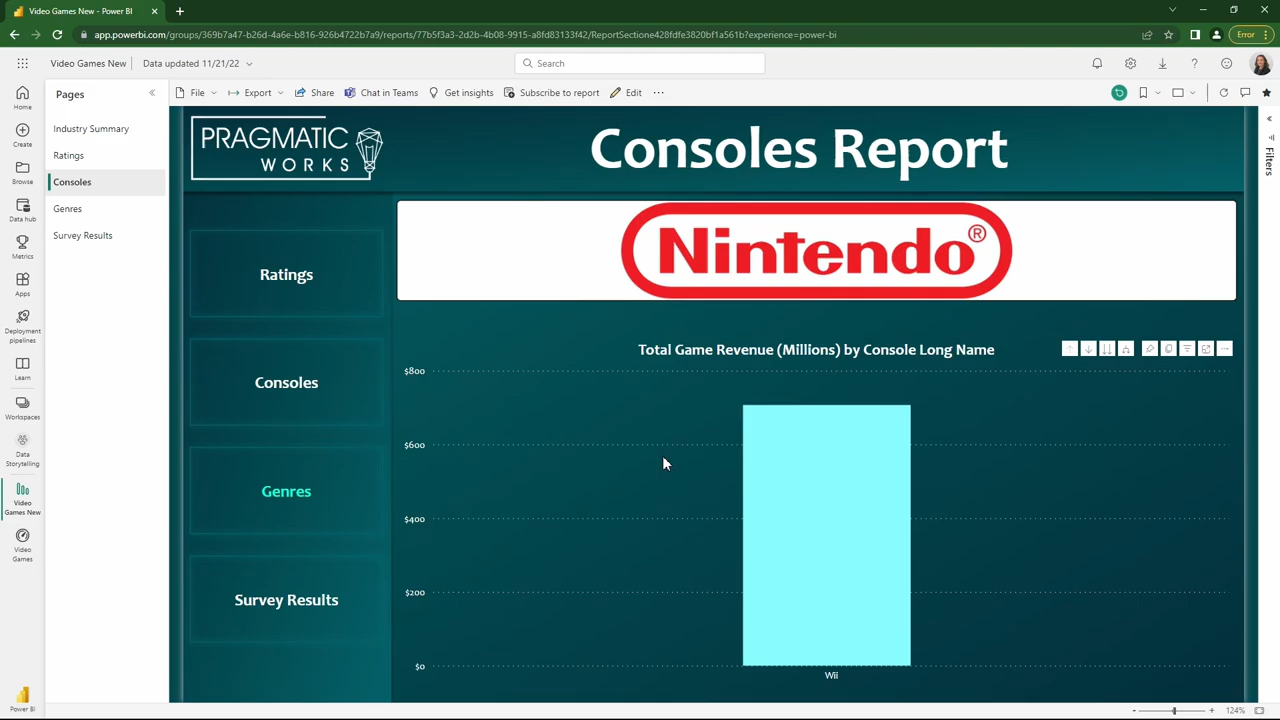 Video Games New - Power BI
app.powerbi.com/groups/369b7a47-b26d-4a6e-b816-926b4722b7a9/reports/77b5f3a3-2d2b-4b08-9915-a8fd83133f42/ReportSectione428fdfe3820bf1a561b?experience=power-bi
Error
Video Games New
Data updated 11/21/22
Search
Home
Create
Browse
Data hub
Metrics
Apps
Deployment
pipelines
Learn
Workspaces
Data
Storytelling
Video
Games New
Video
Games
Power BI
Pages
Industry Summary
Ratings
Consoles
Genres
Survey Results
File
Export
Share
Chat in Teams
Get insights
Subscribe to report
Edit
PRAGMATIC
WORKS
Consoles Report
Ratings
Consoles
Genres
Survey Results
Nintendo®
Total Game Revenue (Millions) by Console Long Name
$800
$600
$400
$200
$0
Wii
Filters
124%